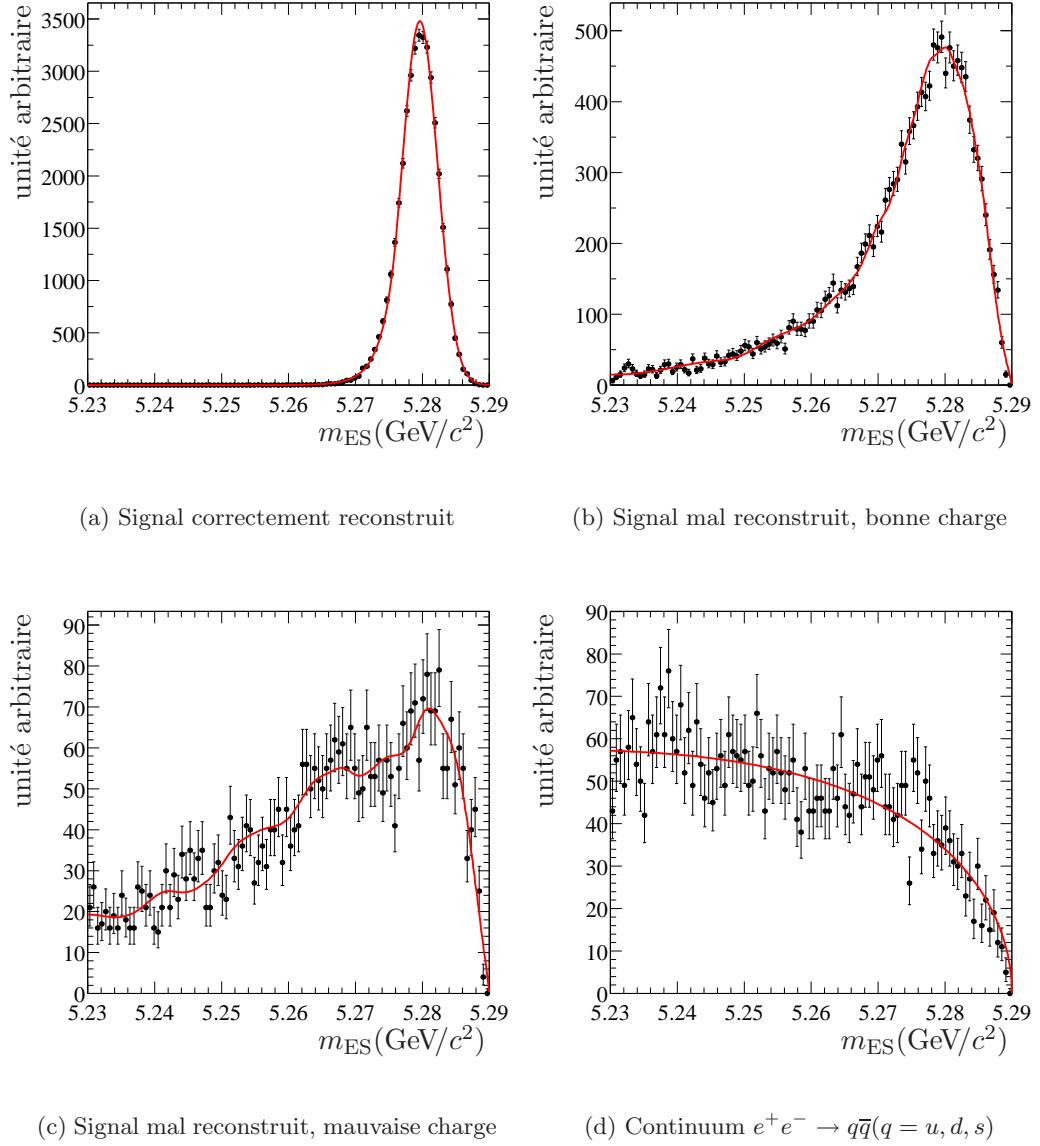 unité arbitraire
3500
3000
2500
2000
1500
1000
500
0
5.23 5.24 5.25 5.26 5.27 5.28 5.29
m_ES(GeV/c²)
(a) Signal correctement reconstruit
unité arbitraire
500
400
300
200
100
0
5.23 5.24 5.25 5.26 5.27 5.28 5.29
m_ES(GeV/c²)
(b) Signal mal reconstruit, bonne charge
unité arbitraire
90
80
70
60
50
40
30
20
10
0
5.23 5.24 5.25 5.26 5.27 5.28 5.29
m_ES(GeV/c²)
(c) Signal mal reconstruit, mauvaise charge
unité arbitraire
90
80
70
60
50
40
30
20
10
0
5.23 5.24 5.25 5.26 5.27 5.28 5.29
m_ES(GeV/c²)
(d) Continuum e⁺e⁻ → qq̅(q = u, d, s)